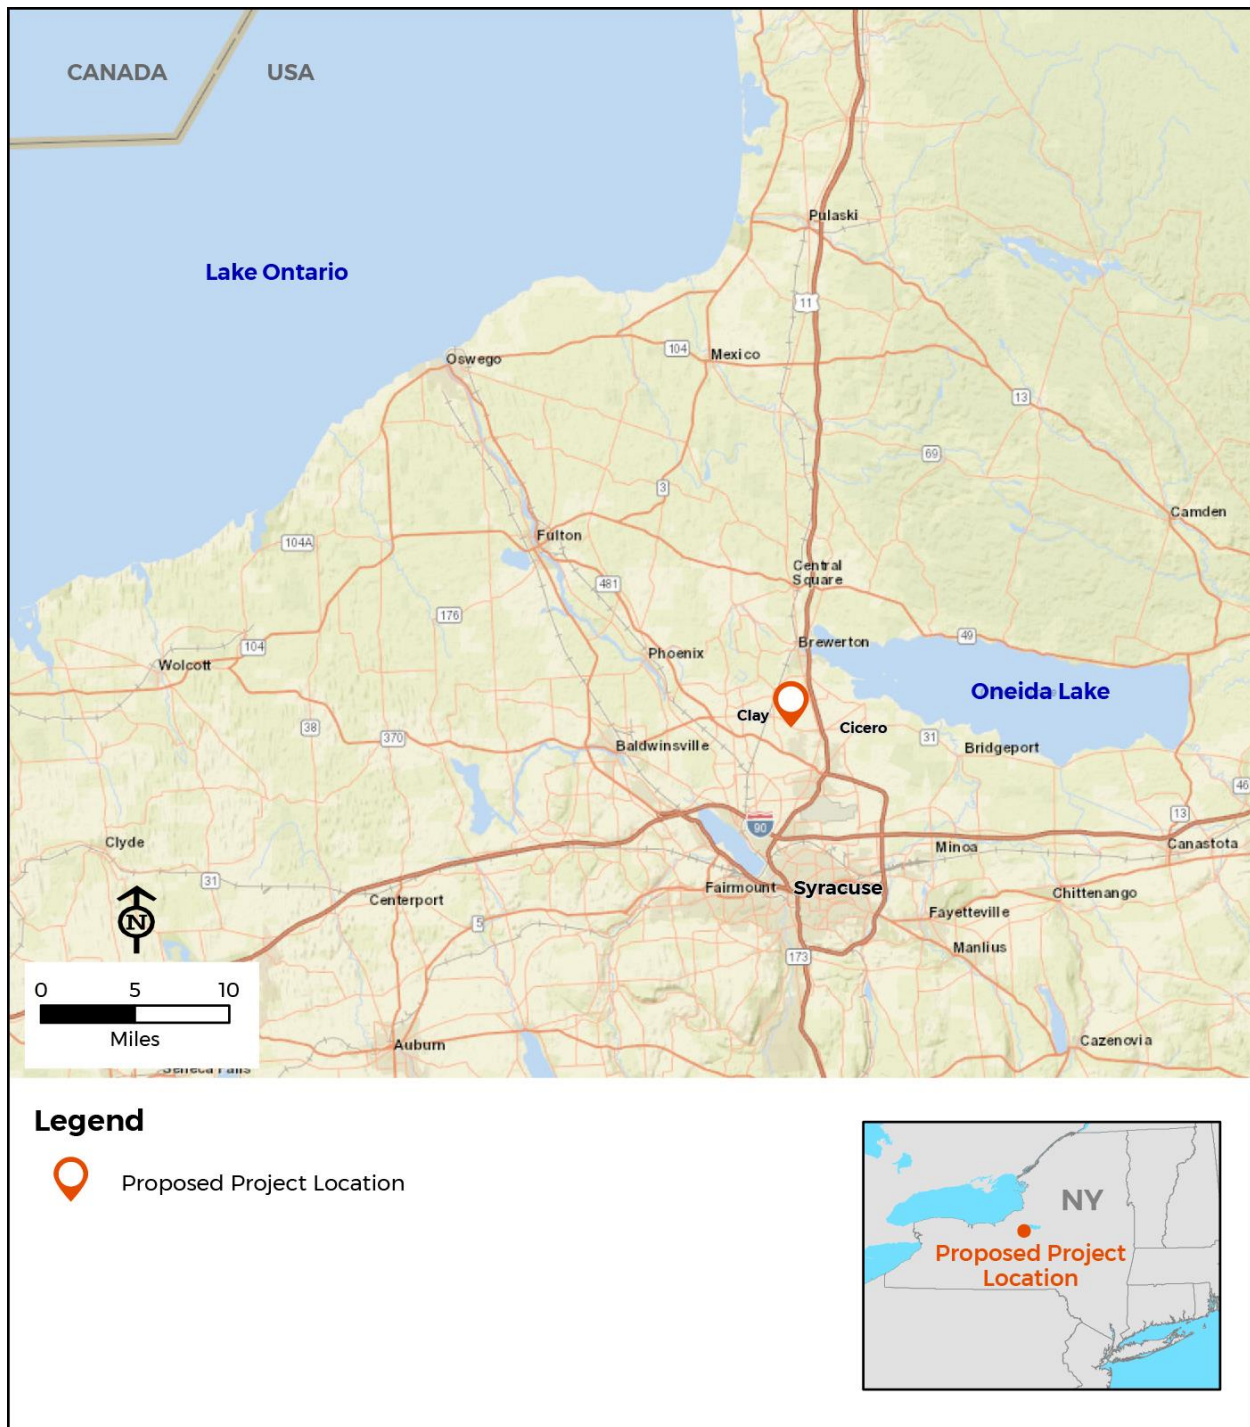 CANADA
USA
Pulaski
Lake Ontario
11
Oswego
104
Mexico
13
69
3
Camden
Fulton
104A
Central
Square
481
176
Brewerton
49
104
Phoenix
Wolcott
Oneida Lake
Clay
Cicero
38
370
31
Baldwinsville
Bridgeport
46
13
90
Clyde
Minoa
Canastota
31
Fairmount
Syracuse
Chittenango
Centerport
5
Fayetteville
Manlius
173
N
0 5 10
Miles
Auburn
Cazenovia
Seneca Falls
Legend
Proposed Project Location
NY
Proposed Project
Location